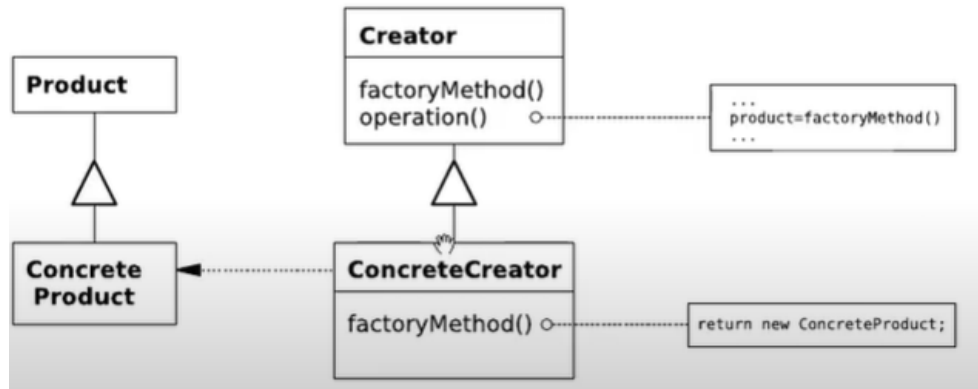 Creator
factoryMethod()
operation()
Product
...
product=factoryMethod()
...
Concrete
Product
ConcreteCreator
factoryMethod()
return new ConcreteProduct;